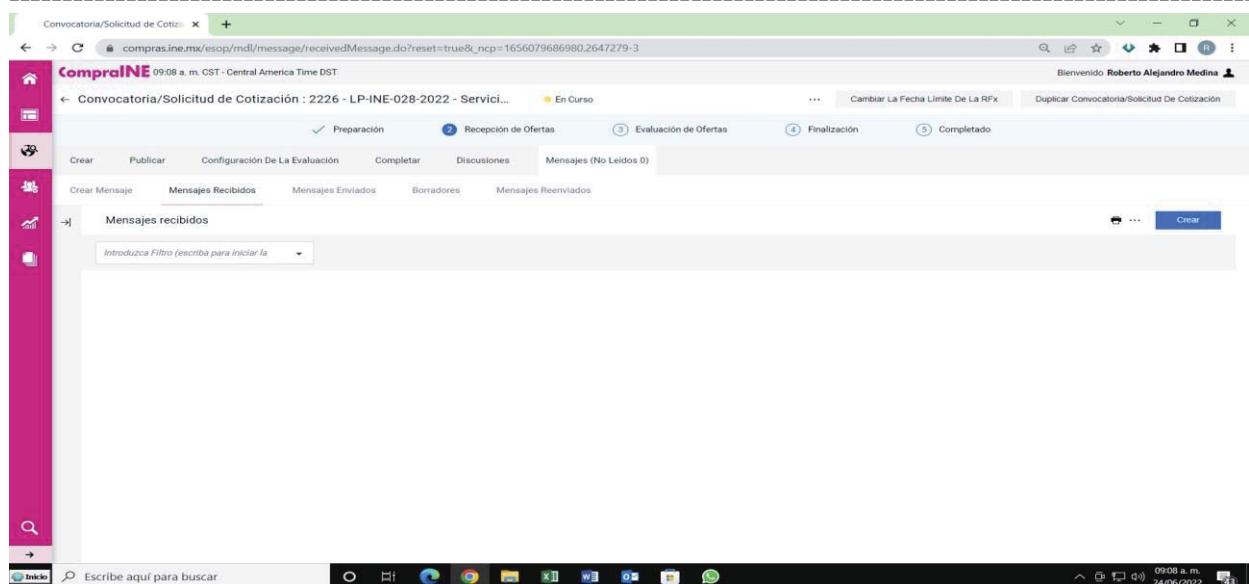 Convocatoria/Solicitud de Cotiza
compras.ine.mx/esop/mdl/message/receivedMessage.do?reset=true&_ncp=1656079686980.2647279-3
R
CompraINE 09:08 a. m. CST - Central America Time DST
Bienvenido Roberto Alejandro Medina
← Convocatoria/Solicitud de Cotización : 2226 - LP-INE-028-2022 - Servici...
En Curso
...
Cambiar La Fecha Límite De La RFx
Duplicar Convocatoria/Solicitud De Cotización
✓ Preparación
2 Recepción de Ofertas
3 Evaluación de Ofertas
4 Finalización
5 Completado
Crear
Publicar
Configuración De La Evaluación
Completar
Discusiones
Mensajes (No Leídos 0)
Crear Mensaje
Mensajes Recibidos
Mensajes Enviados
Borradores
Mensajes Reenviados
Mensajes recibidos
...
Crear
Introduzca Filtro (escriba para iniciar la
Inicio
Escribe aquí para buscar
09:08 a. m.
24/06/2022
43